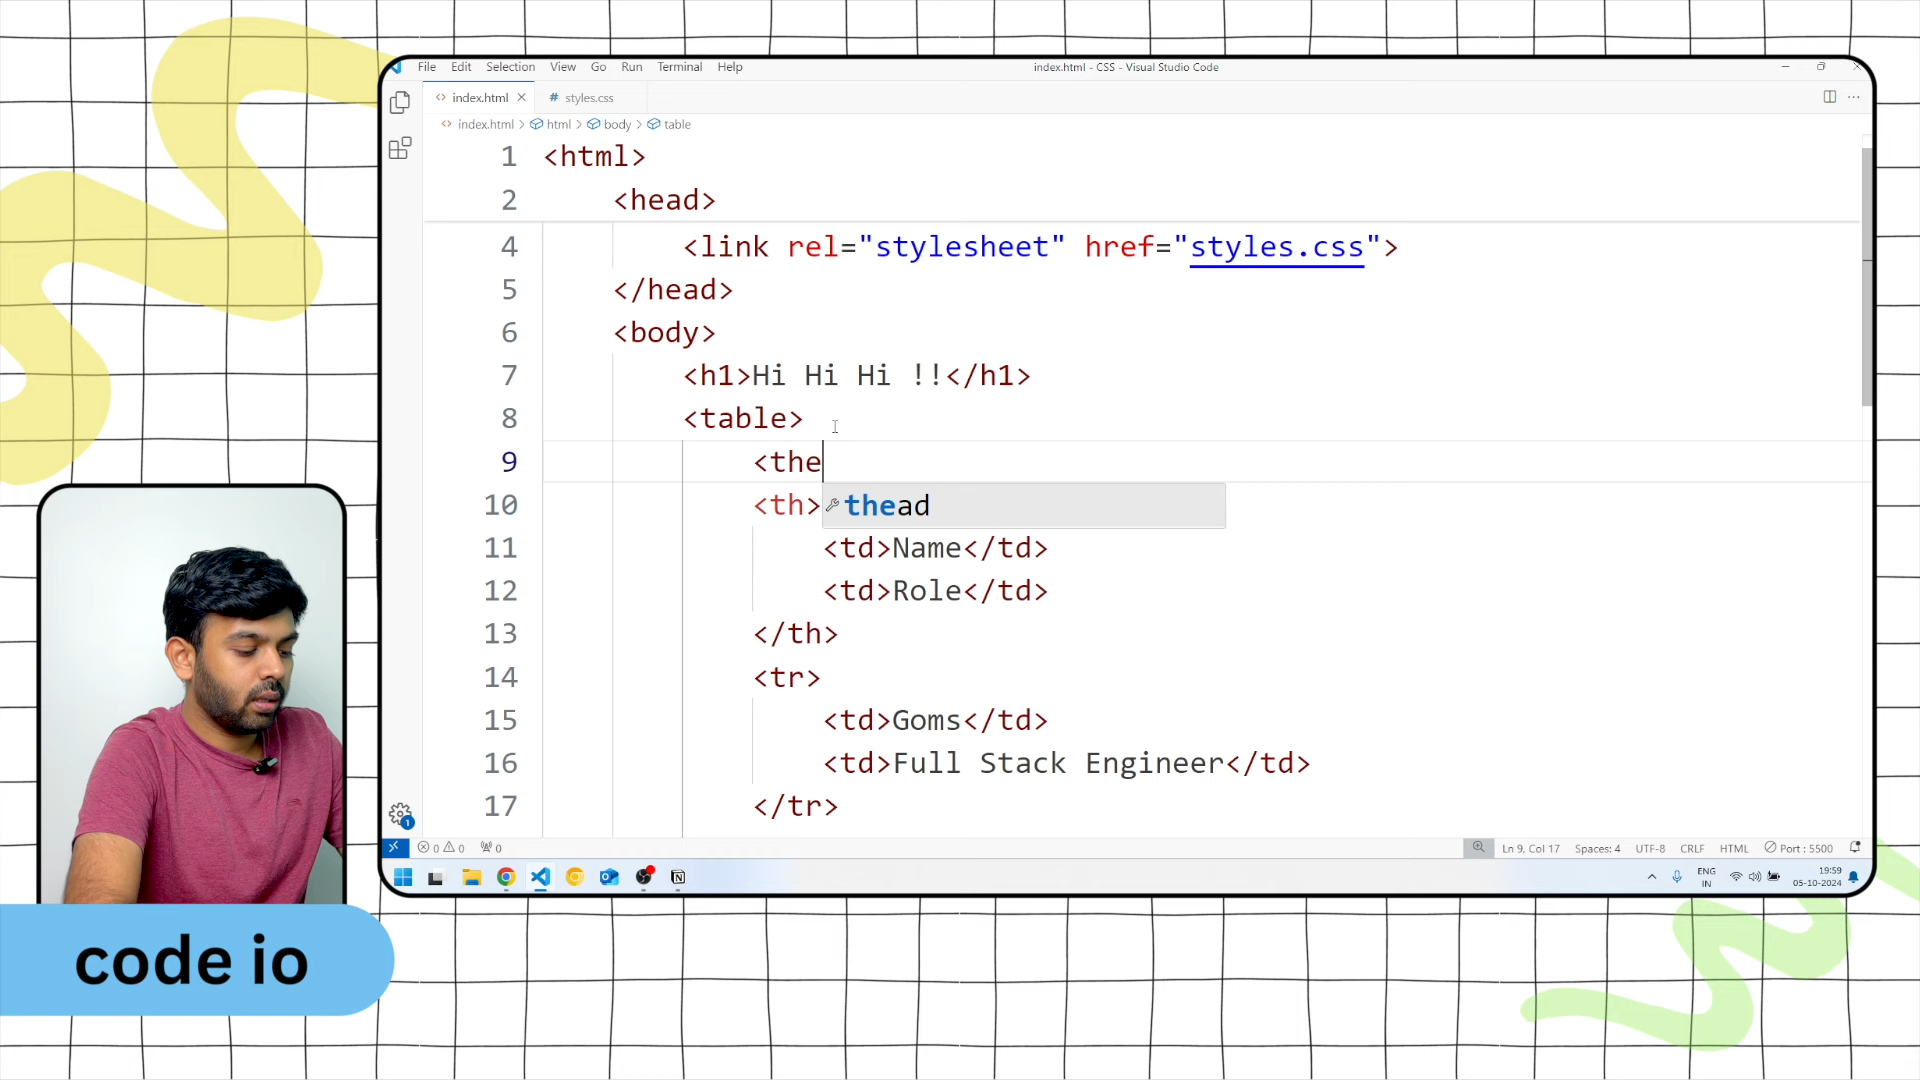 File Edit Selection View Go Run Terminal Help
index.html - CSS - Visual Studio Code
index.html
# styles.css
index.html > html > body > table
1 <html>
2 <head>
4 <link rel="stylesheet" href="styles.css">
5 </head>
6 <body>
7 <h1>Hi Hi Hi !!</h1>
8 <table>
9 <the
thead
10 <th>
11 <td>Name</td>
12 <td>Role</td>
13 </th>
14 <tr>
15 <td>Goms</td>
16 <td>Full Stack Engineer</td>
17 </tr>
1
0 0 0
Ln 9, Col 17 Spaces: 4 UTF-8 CRLF HTML Port : 5500
ENG
IN
19:59
05-10-2024
code io